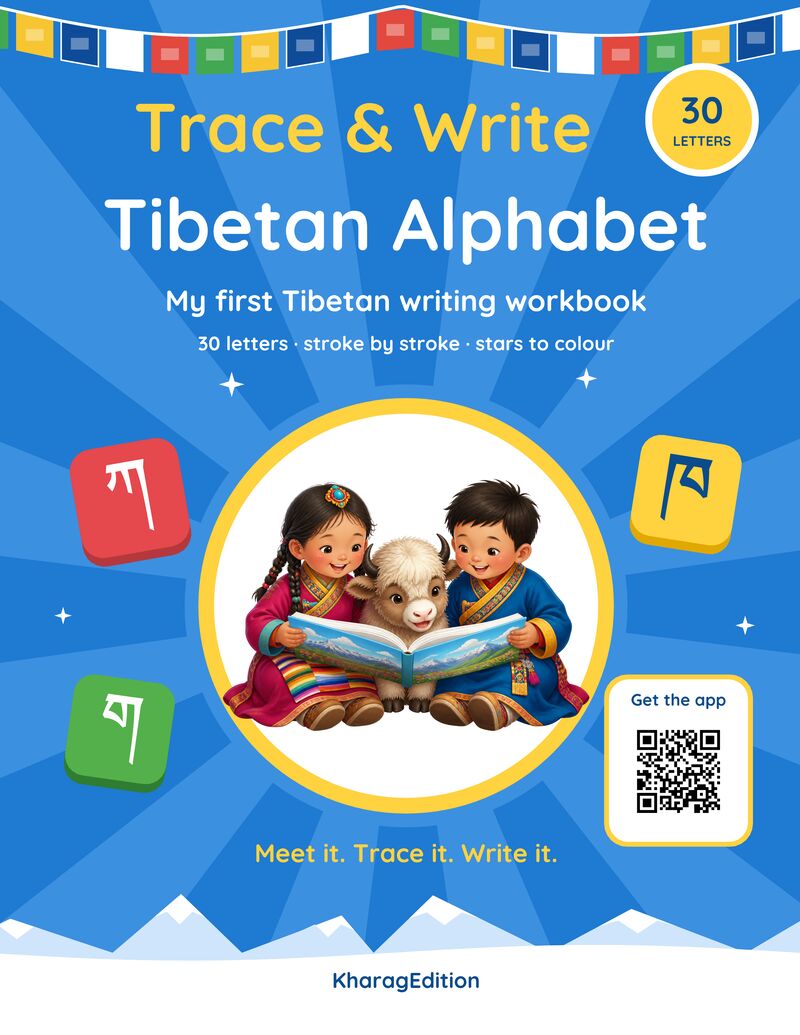 30
LETTERS
Trace & Write
Tibetan Alphabet
My first Tibetan writing workbook
30 letters · stroke by stroke · stars to colour
ཀ
ཁ
ག
Get the app
Meet it. Trace it. Write it.
KharagEdition